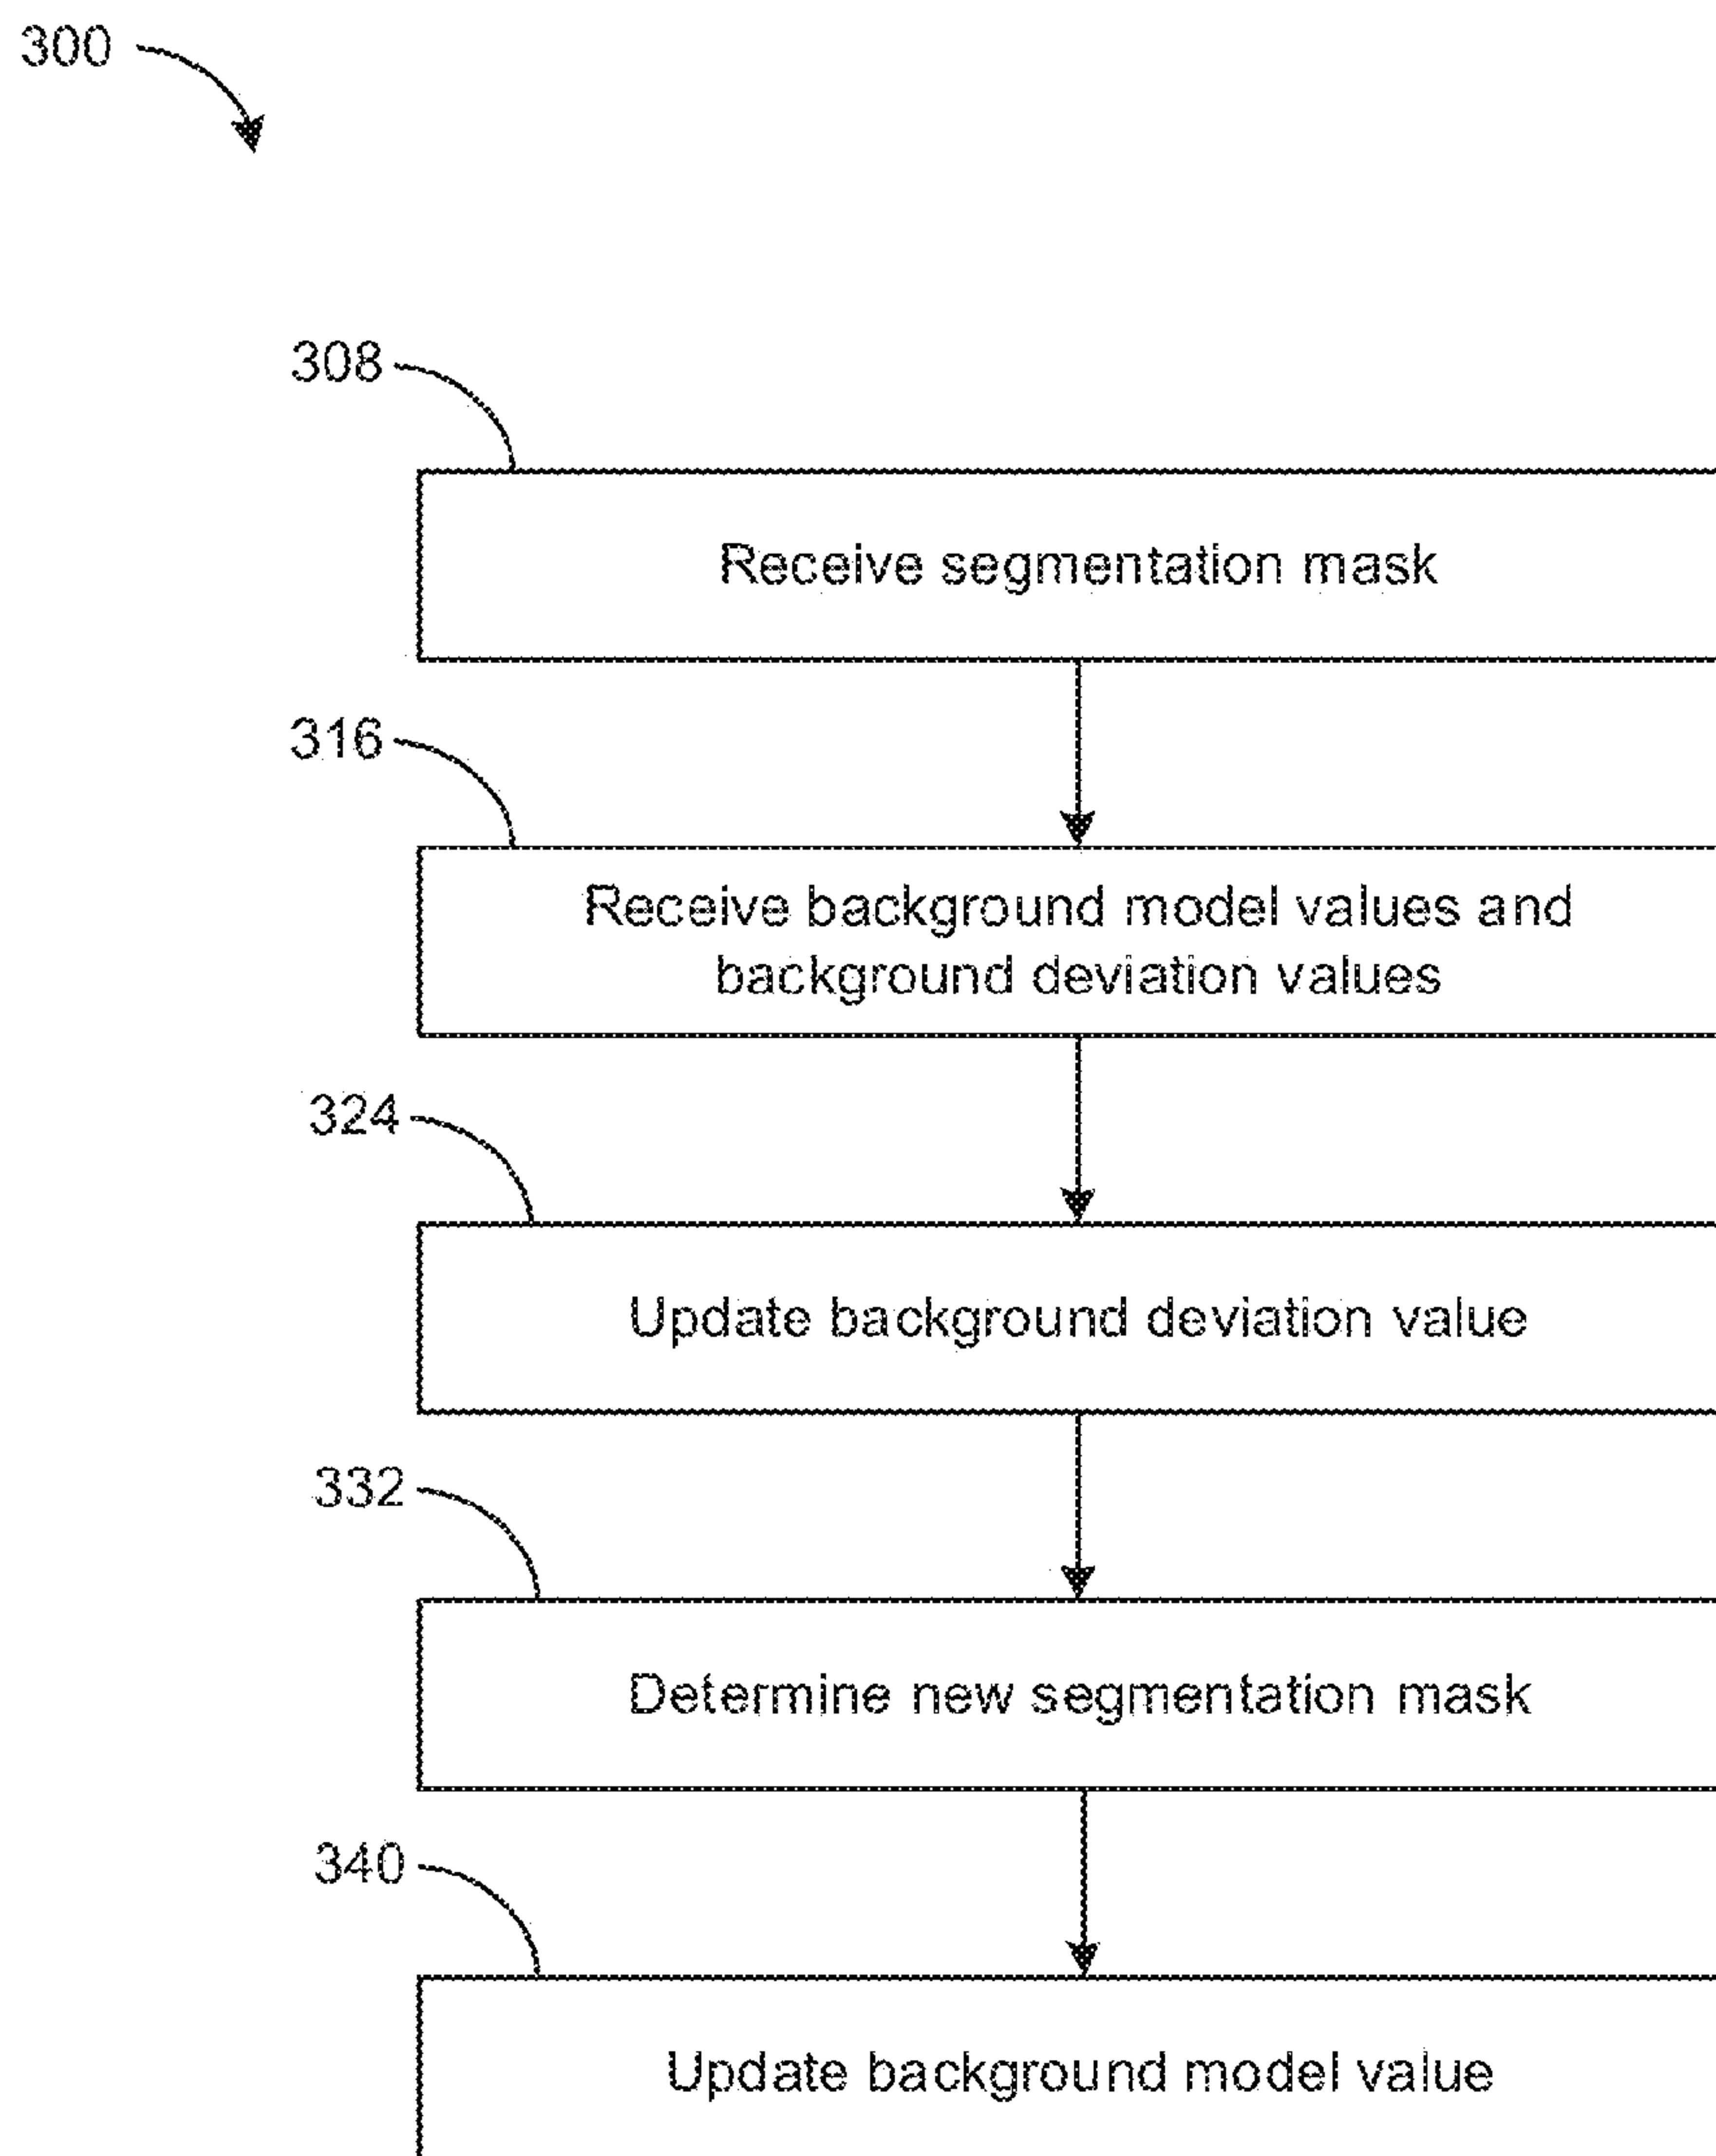 300
308
Receive segmentation mask
316
Receive background model values and
background deviation values
324
Update background deviation value
332
Determine new segmentation mask
340
Update background model value